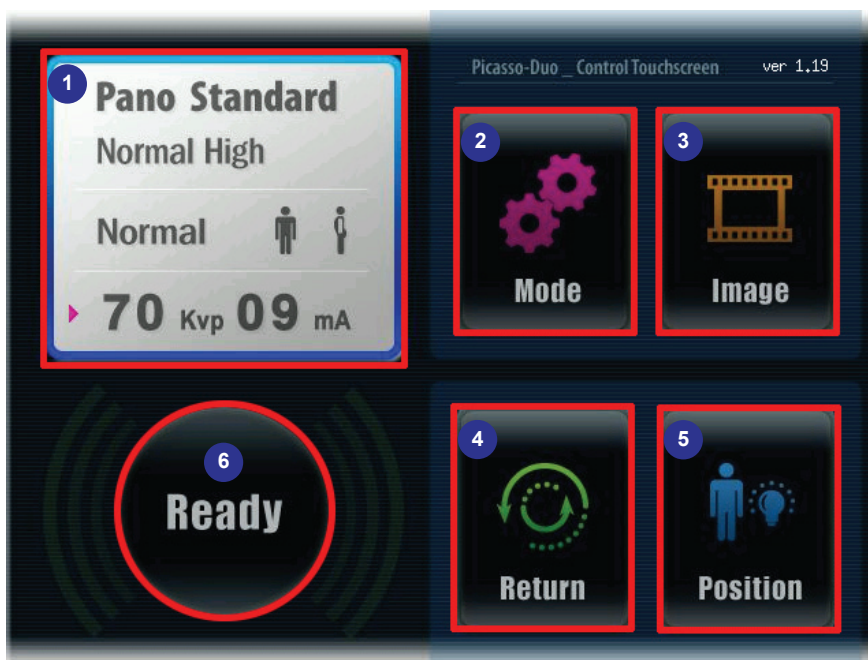 Picasso-Duo _ Control Touchscreen ver 1.19
1
Pano Standard
Normal High
Normal
70 Kvp 09 mA
2
Mode
3
Image
6
Ready
4
Return
5
Position